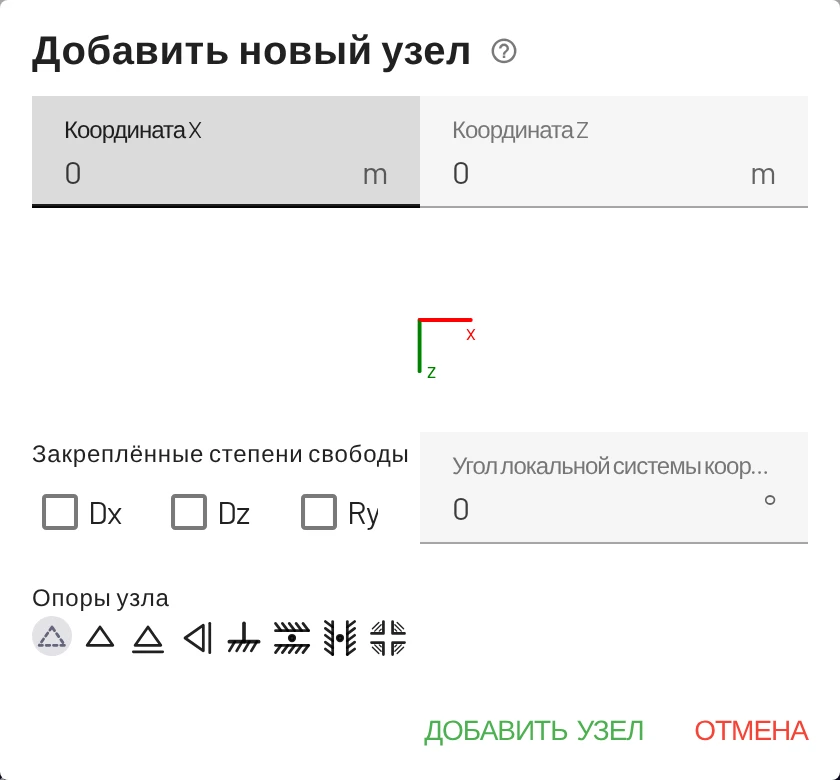 Добавить новый узел
Координата X
0 m
Координата Z
0 m
x
z
Закреплённые степени свободы
Dx Dz Ry
Угол локальной системы коор...
0 °
Опоры узла
ДОБАВИТЬ УЗЕЛ ОТМЕНА